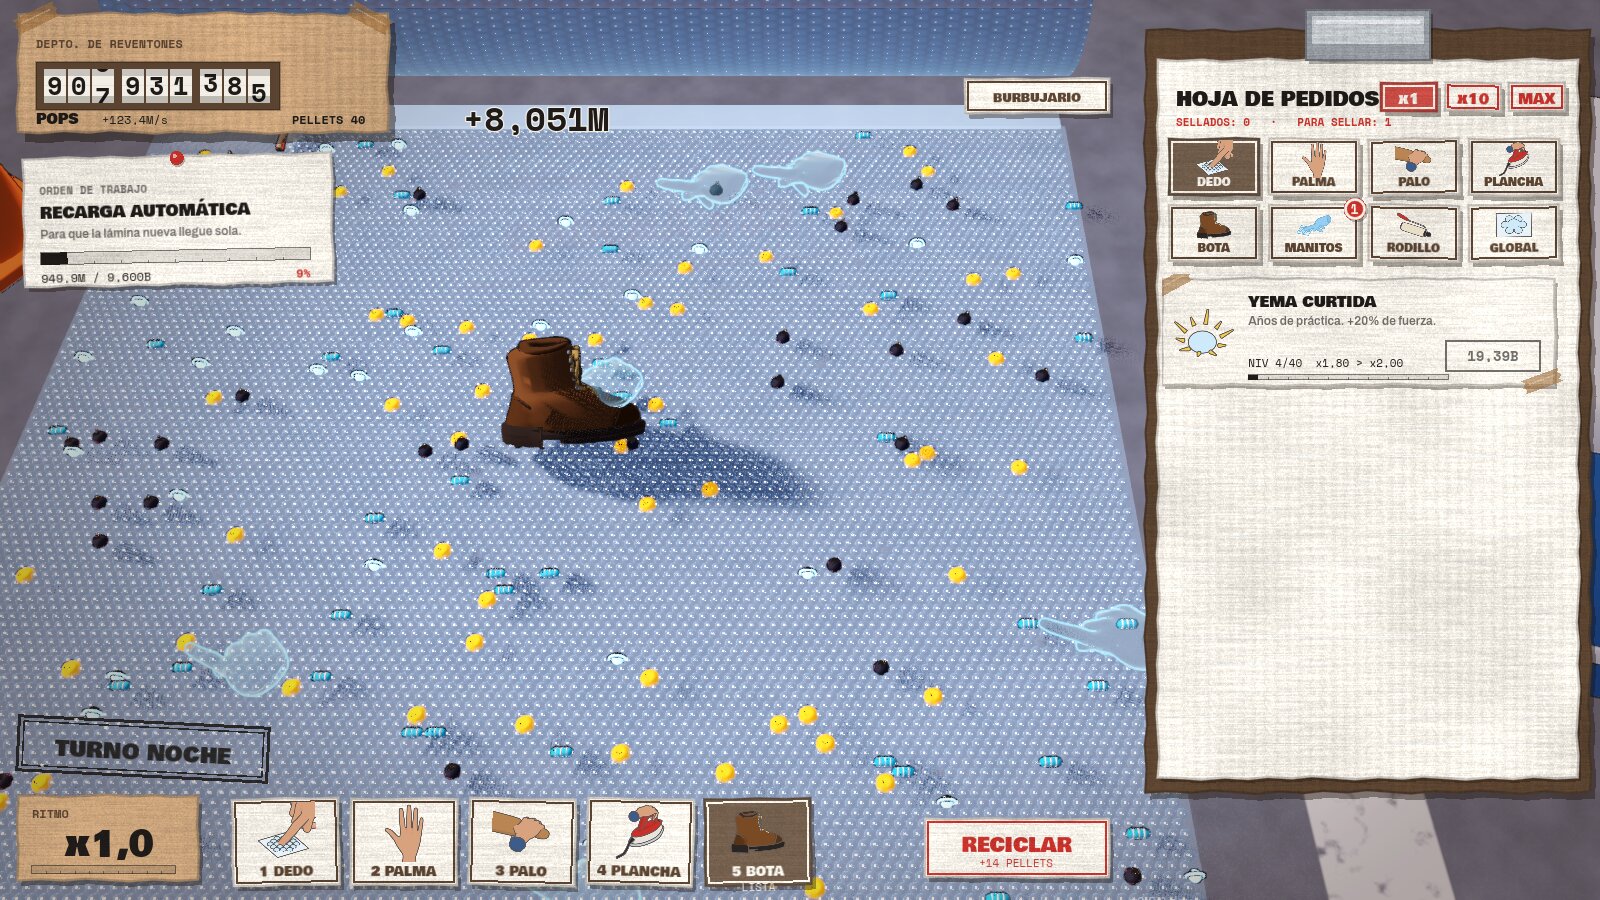 DEPTO. DE REVENTONES
907 931 385
POPS +123.4M/s PELLETS 40
+8,051M
ORDEN DE TRABAJO
RECARGA AUTOMÁTICA
Para que la lámina nueva llegue sola.
949.9M / 9.600B 9%
BURBUJARIO
HOJA DE PEDIDOS x1 x10 MAX
SELLADOS: 0 · PARA SELLAR: 1
DEDO PALMA PALO PLANCHA
1
BOTA MANITOS RODILLO GLOBAL
YEMA CURTIDA
Años de práctica. +20% de fuerza.
NIV 4/40 x1,80 > x2,00 19.39B
TURNO NOCHE
RITMO
x1,0
1 DEDO 2 PALMA 3 PALO 4 PLANCHA 5 BOTA
LISTA
RECICLAR
+14 PELLETS